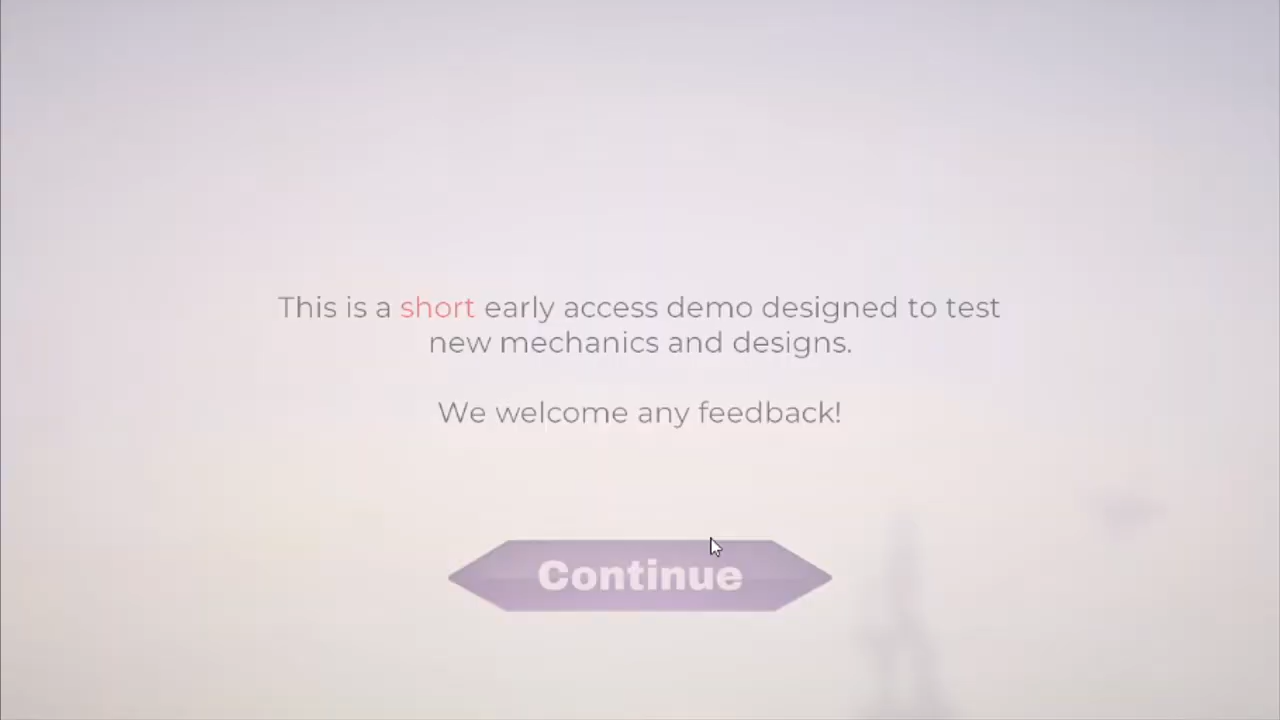 This is a short early access demo designed to test
new mechanics and designs.
We welcome any feedback!
Continue